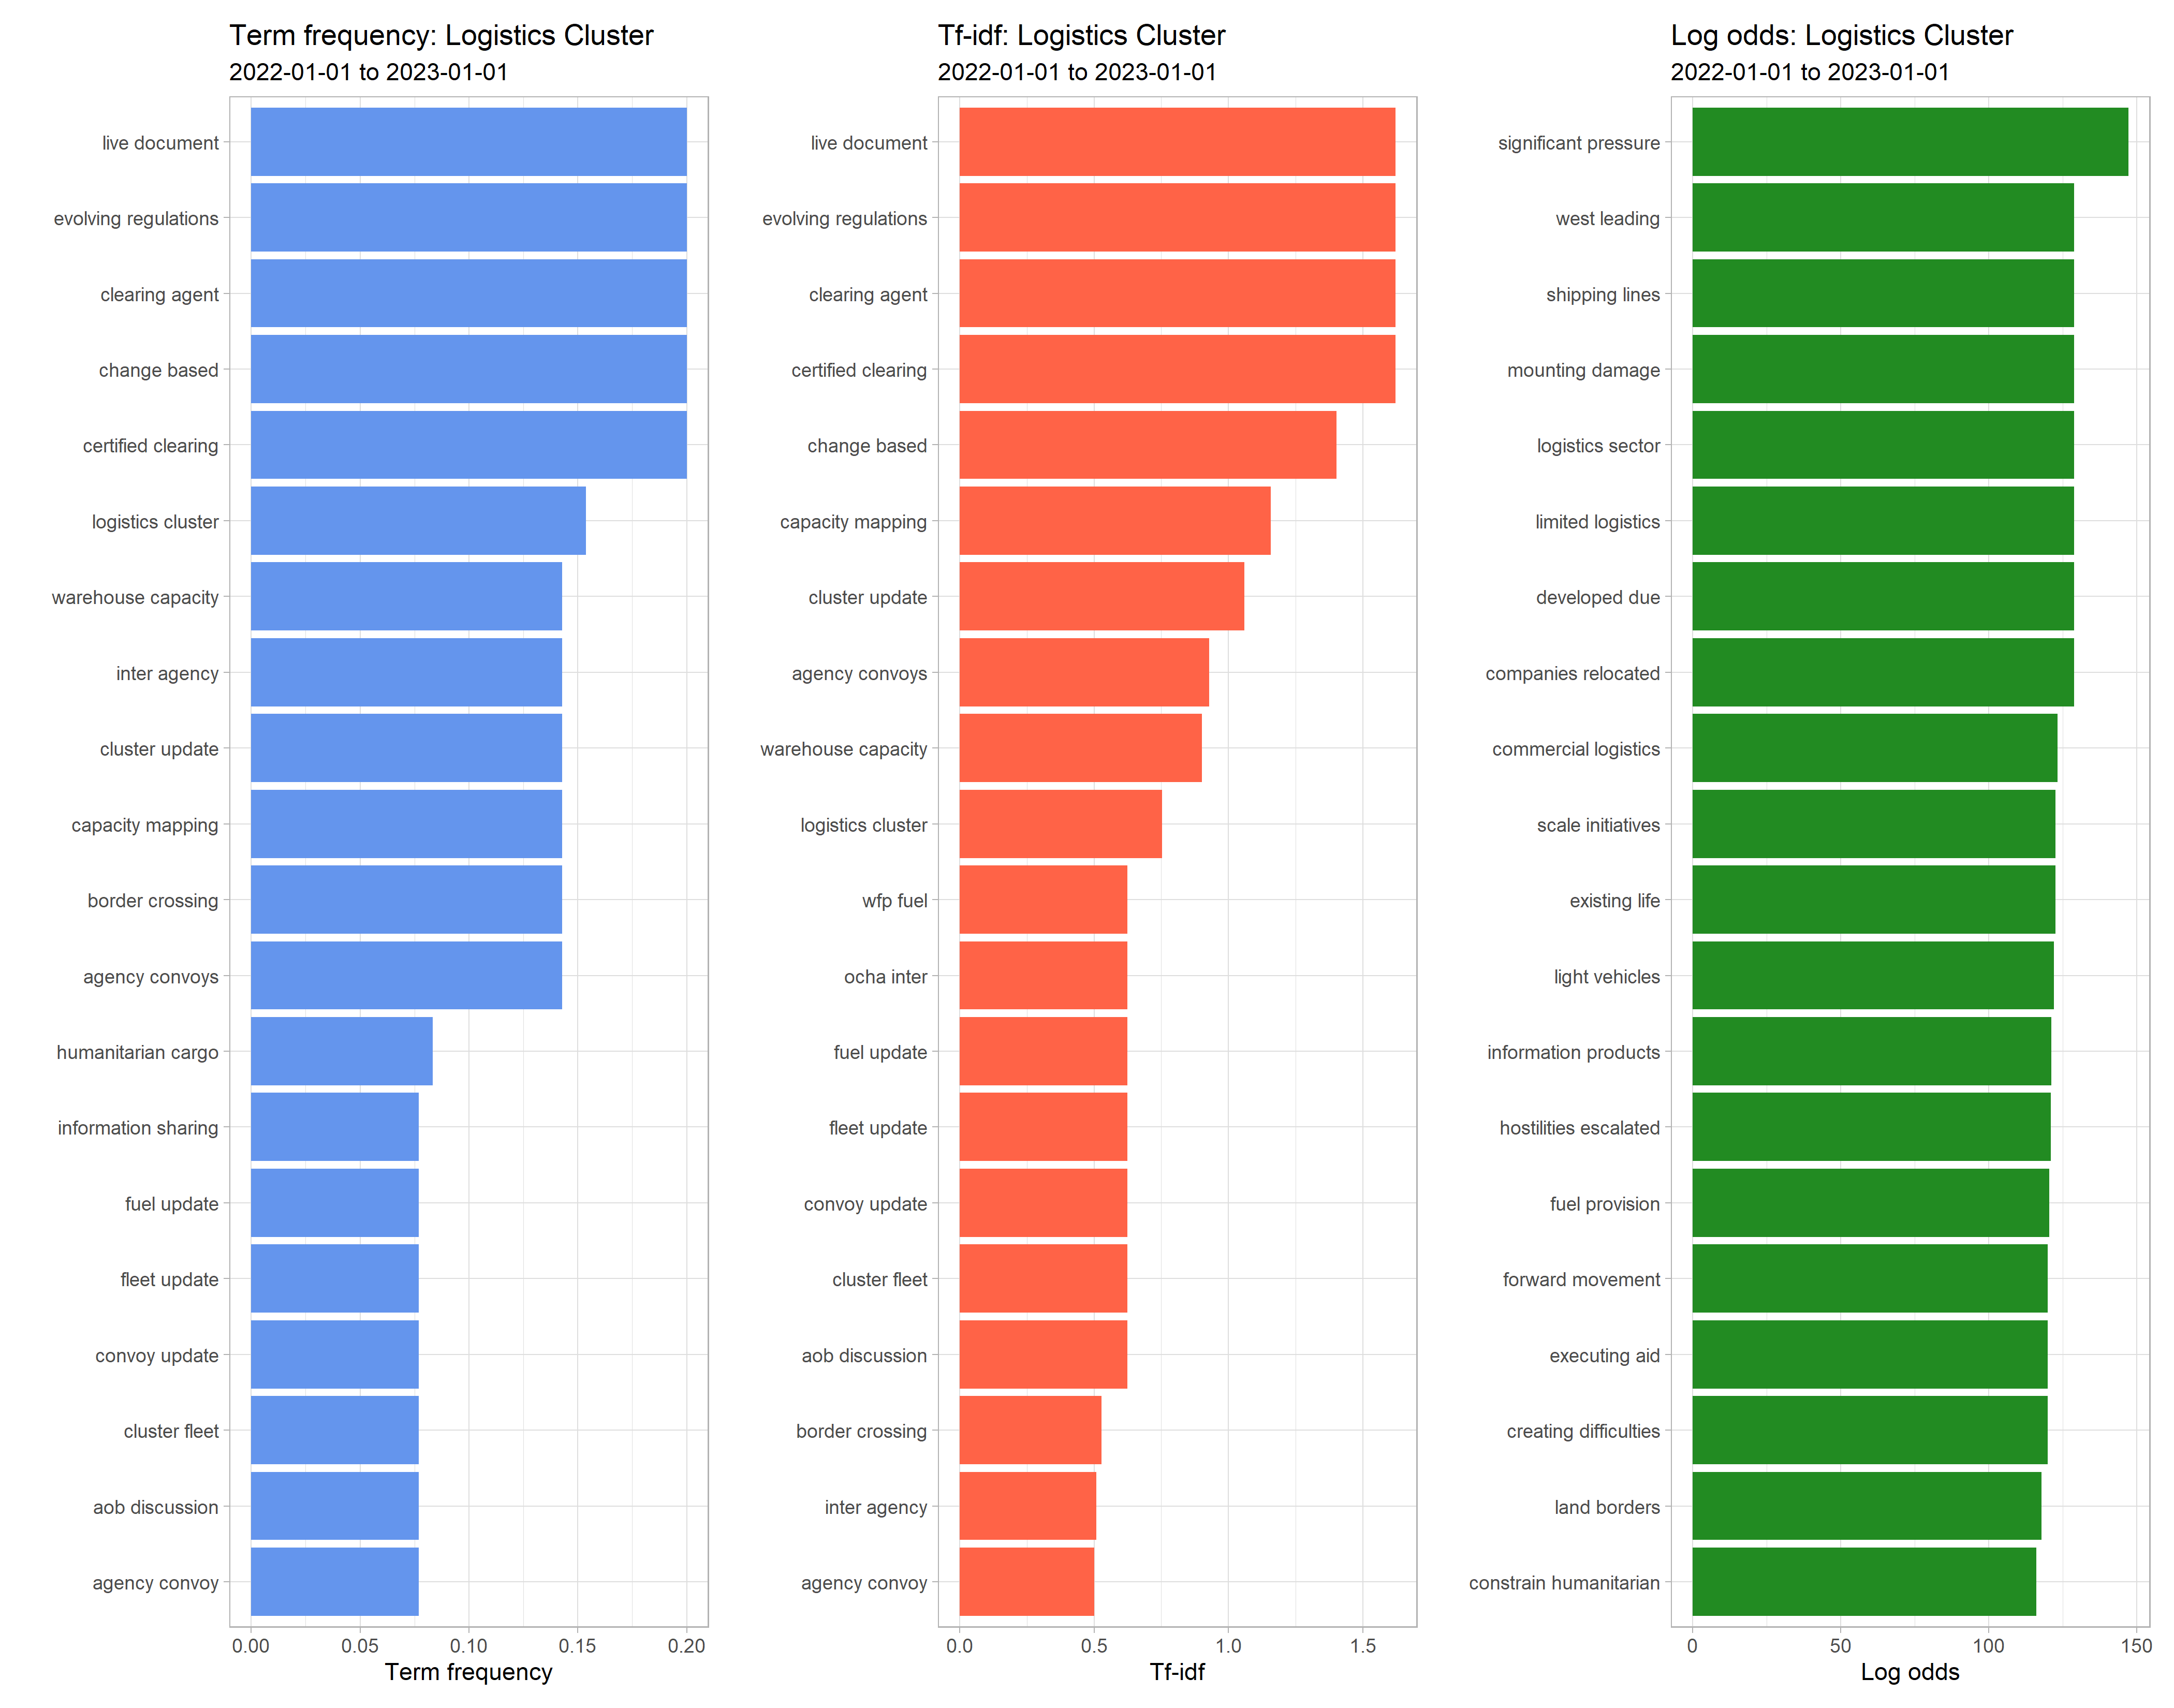 Term frequency: Logistics Cluster
2022-01-01 to 2023-01-01
live document
evolving regulations
clearing agent
change based
certified clearing
logistics cluster
warehouse capacity
inter agency
cluster update
capacity mapping
border crossing
agency convoys
humanitarian cargo
information sharing
fuel update
fleet update
convoy update
cluster fleet
aob discussion
agency convoy
0.00 0.05 0.10 0.15 0.20
Term frequency
Tf-idf: Logistics Cluster
2022-01-01 to 2023-01-01
live document
evolving regulations
clearing agent
certified clearing
change based
capacity mapping
cluster update
agency convoys
warehouse capacity
logistics cluster
wfp fuel
ocha inter
fuel update
fleet update
convoy update
cluster fleet
aob discussion
border crossing
inter agency
agency convoy
0.0 0.5 1.0 1.5
Tf-idf
Log odds: Logistics Cluster
2022-01-01 to 2023-01-01
significant pressure
west leading
shipping lines
mounting damage
logistics sector
limited logistics
developed due
companies relocated
commercial logistics
scale initiatives
existing life
light vehicles
information products
hostilities escalated
fuel provision
forward movement
executing aid
creating difficulties
land borders
constrain humanitarian
0 50 100 150
Log odds